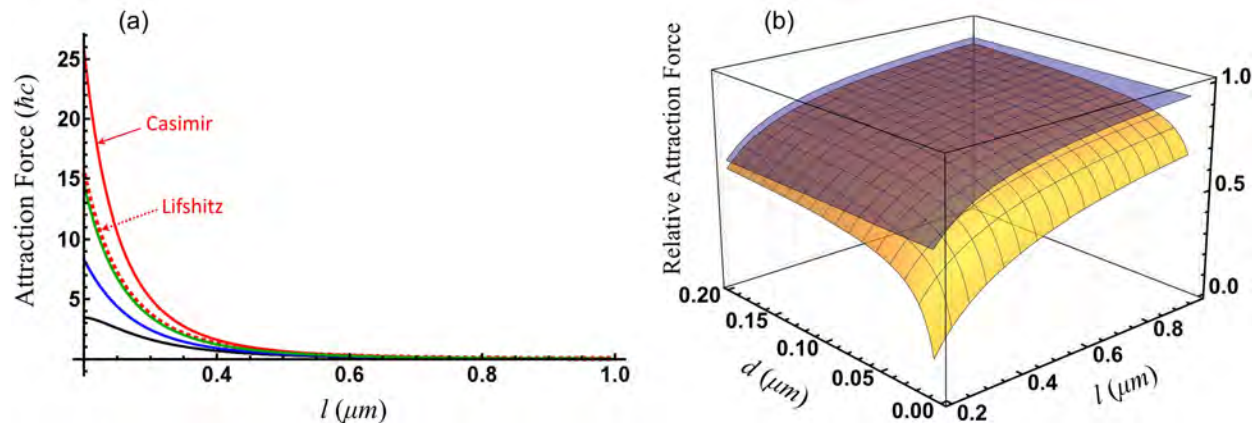 (a)
Attraction Force (ħc)
25
20
15
10
5
Casimir
Lifshitz
0.4
0.6
0.8
1.0
l (μm)
(b)
Relative Attraction Force
1.0
0.5
0.0
0.20
0.15
0.10
0.05
0.00
d (μm)
0.2
0.4
0.6
0.8
l (μm)